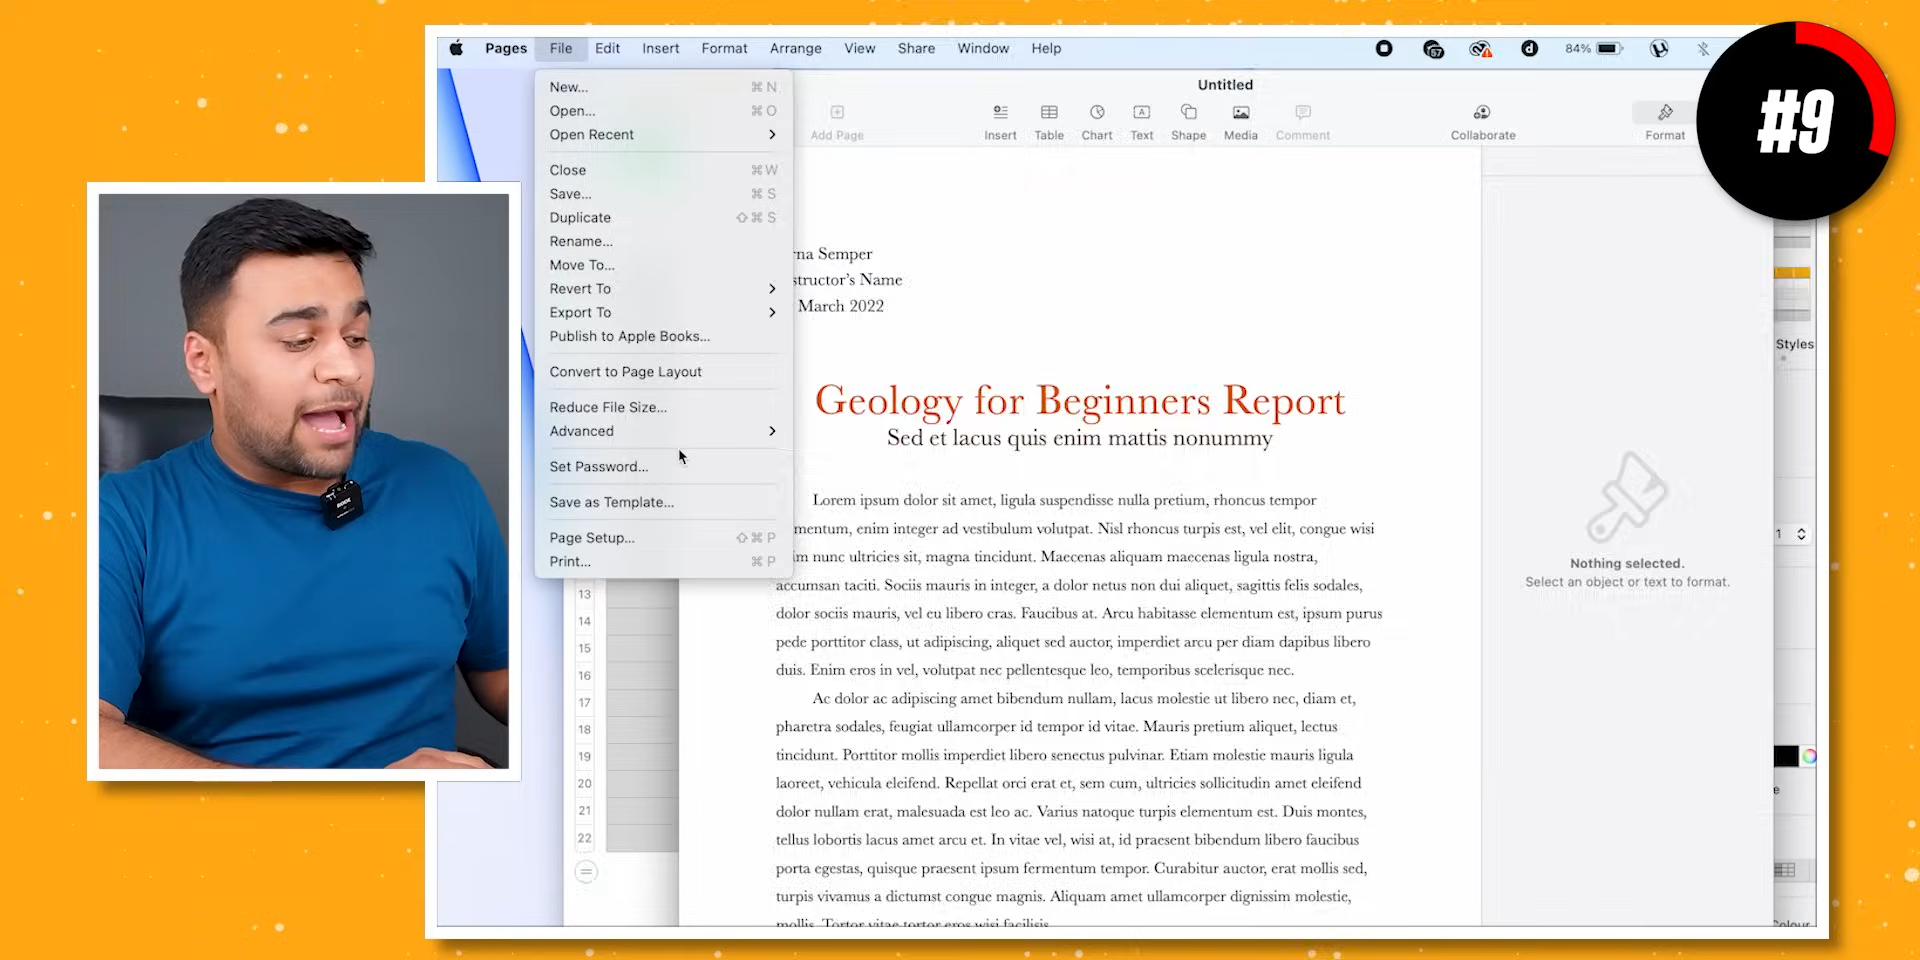 Pages File Edit Insert Format Arrange View Share Window Help
84%
#9
New... ⌘ N
Open... ⌘ O
Open Recent
Close ⌘ W
Save... ⌘ S
Duplicate ⇧ ⌘ S
Rename...
Move To...
Revert To
Export To
Publish to Apple Books...
Convert to Page Layout
Reduce File Size...
Advanced
Set Password...
Save as Template...
Page Setup... ⇧ ⌘ P
Print... ⌘ P
Untitled
Add Page Insert Table Chart Text Shape Media Comment Collaborate Format
Semper
Name
March 2022
Geology for Beginners Report
Sed et lacus quis enim mattis nonummy
Lorem ipsum dolor sit amet, ligula suspendisse nulla pretium, rhoncus tempor
enim integer ad vestibulum volutpat. Nisl rhoncus turpis est, vel elit, congue wisi
nunc ultricies sit, magna tincidunt. Maecenas aliquam maecenas ligula nostra,
accumsan taciti. Sociis mauris in integer, a dolor netus non dui aliquet, sagittis felis sodales,
dolor sociis mauris, vel eu libero cras. Faucibus at. Arcu habitasse elementum est, ipsum purus
pede porttitor class, ut adipiscing, aliquet sed auctor, imperdiet arcu per diam dapibus libero
duis. Enim eros in vel, volutpat nec pellentesque leo, temporibus scelerisque nec.
Ac dolor ac adipiscing amet bibendum nullam, lacus molestie ut libero nec, diam et,
pharetra sodales, feugiat ullamcorper id tempor id vitae. Mauris pretium aliquet, lectus
tincidunt. Porttitor mollis imperdiet libero senectus pulvinar. Etiam molestie mauris ligula
laoreet, vehicula eleifend. Repellat orci erat et, sem cum, ultricies sollicitudin amet eleifend
dolor nullam erat, malesuada est leo ac. Varius natoque turpis elementum est. Duis montes,
tellus lobortis lacus amet arcu et. In vitae vel, wisi at, id praesent bibendum libero faucibus
porta egestas, quisque praesent ipsum fermentum tempor. Curabitur auctor, erat mollis sed,
turpis vivamus a dictumst congue magnis. Aliquam amet ullamcorper dignissim molestie,
mollis. Tortor vitae tortor eros wisi facilisis.
13
14
15
16
17
18
19
20
21
22
Nothing selected.
Select an object or text to format.
Styles
1